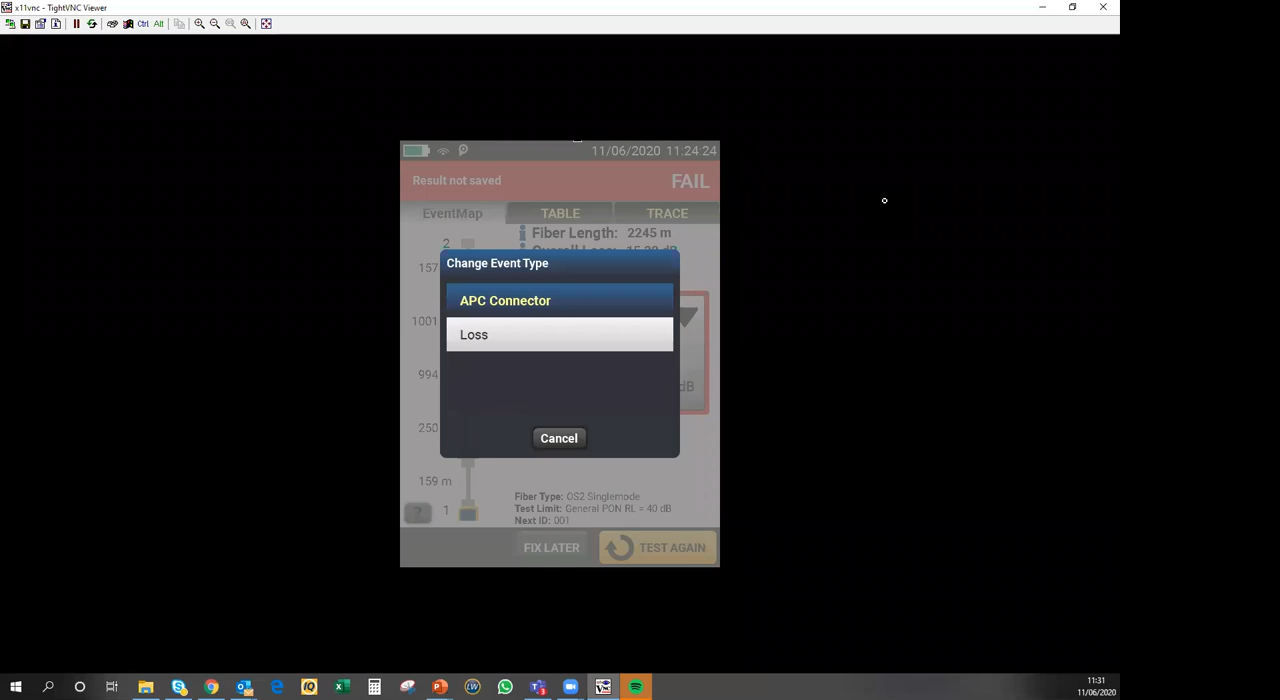 x11vnc - TightVNC Viewer
Ctrl Alt
11/06/2020 11:24:24
Result not saved FAIL
EventMap TABLE TRACE
2 Fiber Length: 2245 m
Change Event Type
157
APC Connector
1001
Loss
994
dB
250
Cancel
159 m
Fiber Type: OS2 Singlemode
Test Limit: General PON RL = 40 dB
? 1 Next ID: 001
FIX LATER TEST AGAIN
11:31
11/06/2020